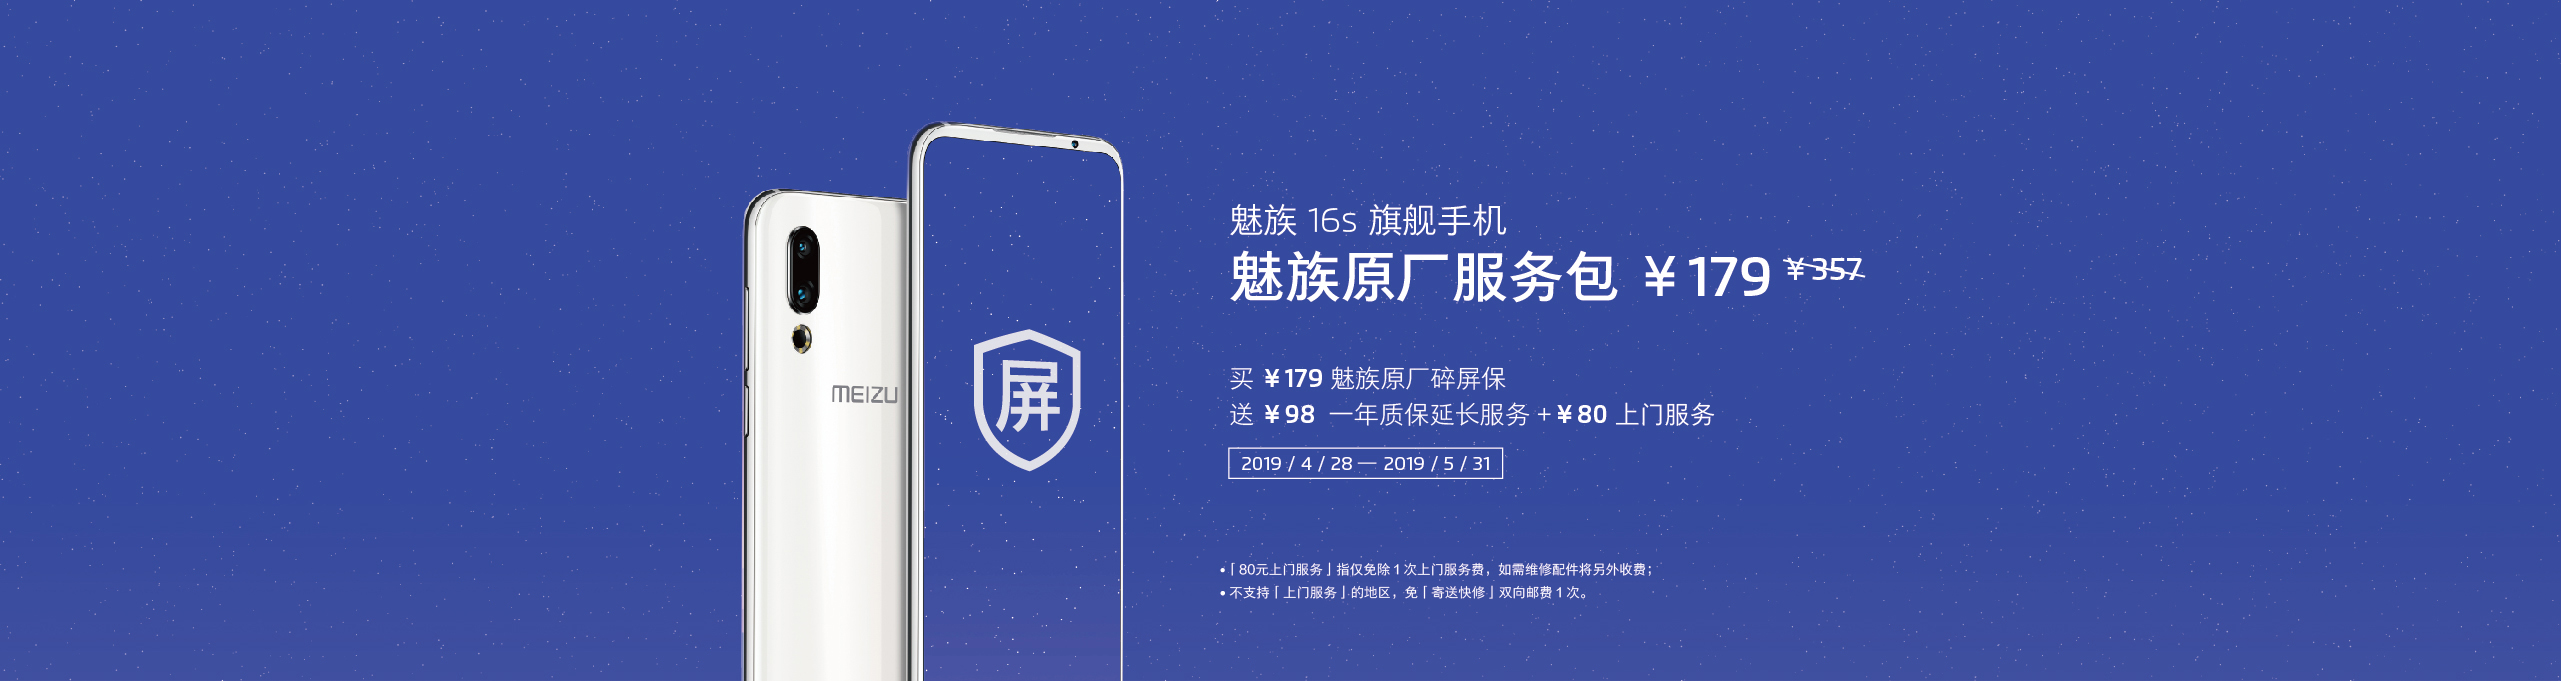 MEIZU
屏
魅族 16s 旗舰手机
魅族原厂服务包 ¥179 ¥357
买 ¥179 魅族原厂碎屏保
送 ¥98 一年质保延长服务 + ¥80 上门服务
2019 / 4 / 28 — 2019 / 5 / 31
• 「 80元上门服务 」指仅免除 1 次上门服务费，如需维修配件将另外收费；
• 不支持「 上门服务 」的地区，免「 寄送快修 」双向邮费 1 次。